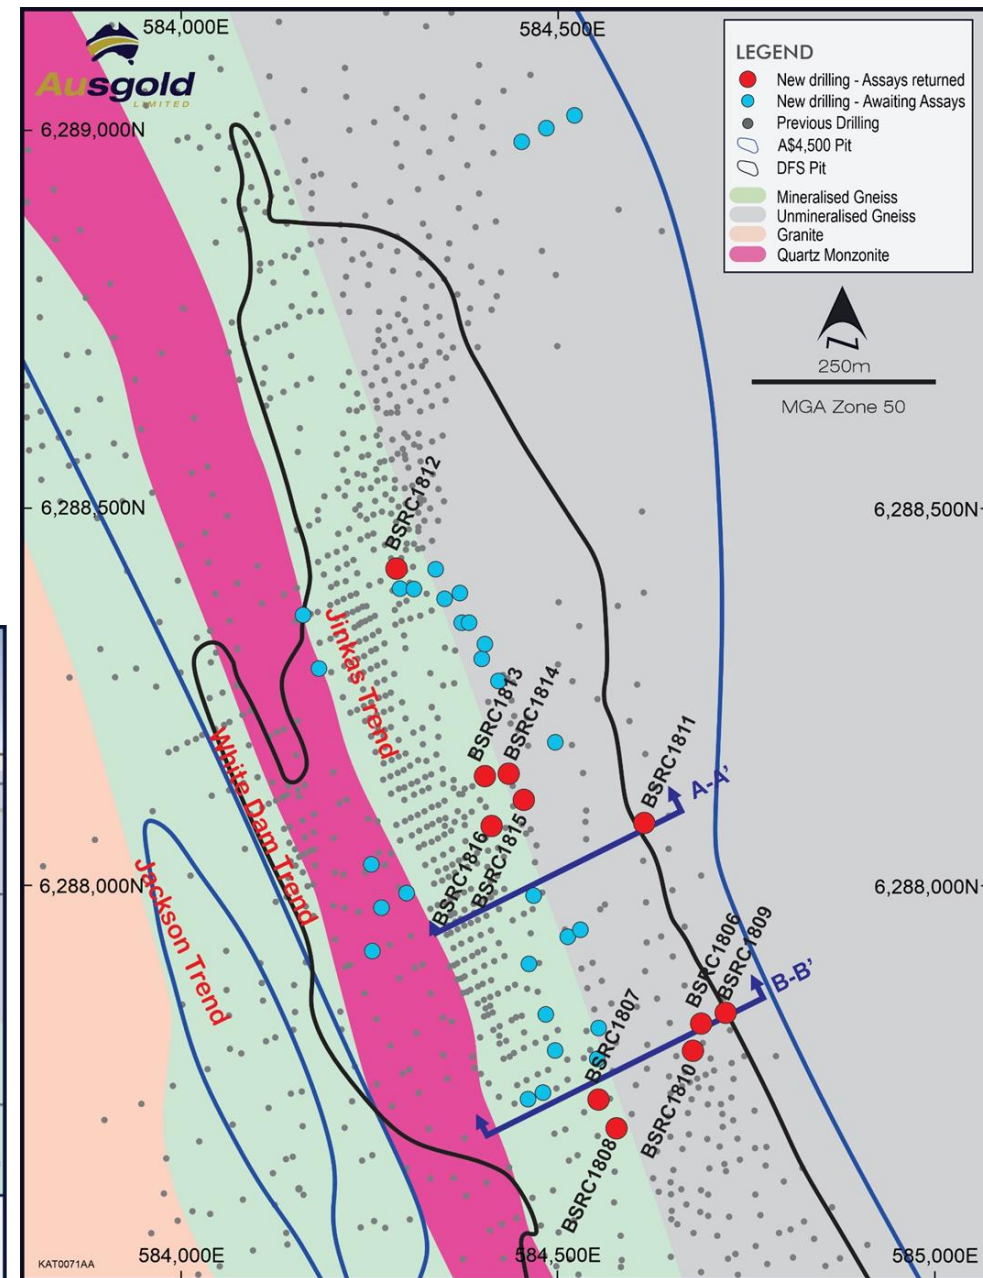 584,000E
584,500E
Ausgold
LIMITED
LEGEND
New drilling - Assays returned
New drilling - Awaiting Assays
Previous Drilling
A$4,500 Pit
DFS Pit
Mineralised Gneiss
Unmineralised Gneiss
Granite
Quartz Monzonite
6,289,000N
250m
MGA Zone 50
6,288,500N
6,288,500N
BSRC1812
Jinkas Trend
BSRC1813
BSRC1814
BSRC1811
A-A'
White Dam Trend
BSRC1816
BSRC1815
Jackson Trend
6,288,000N
6,288,000N
BSRC1806
BSRC1809
B-B'
BSRC1807
BSRC1810
BSRC1808
KAT0071AA
584,000E
584,500E
585,000E